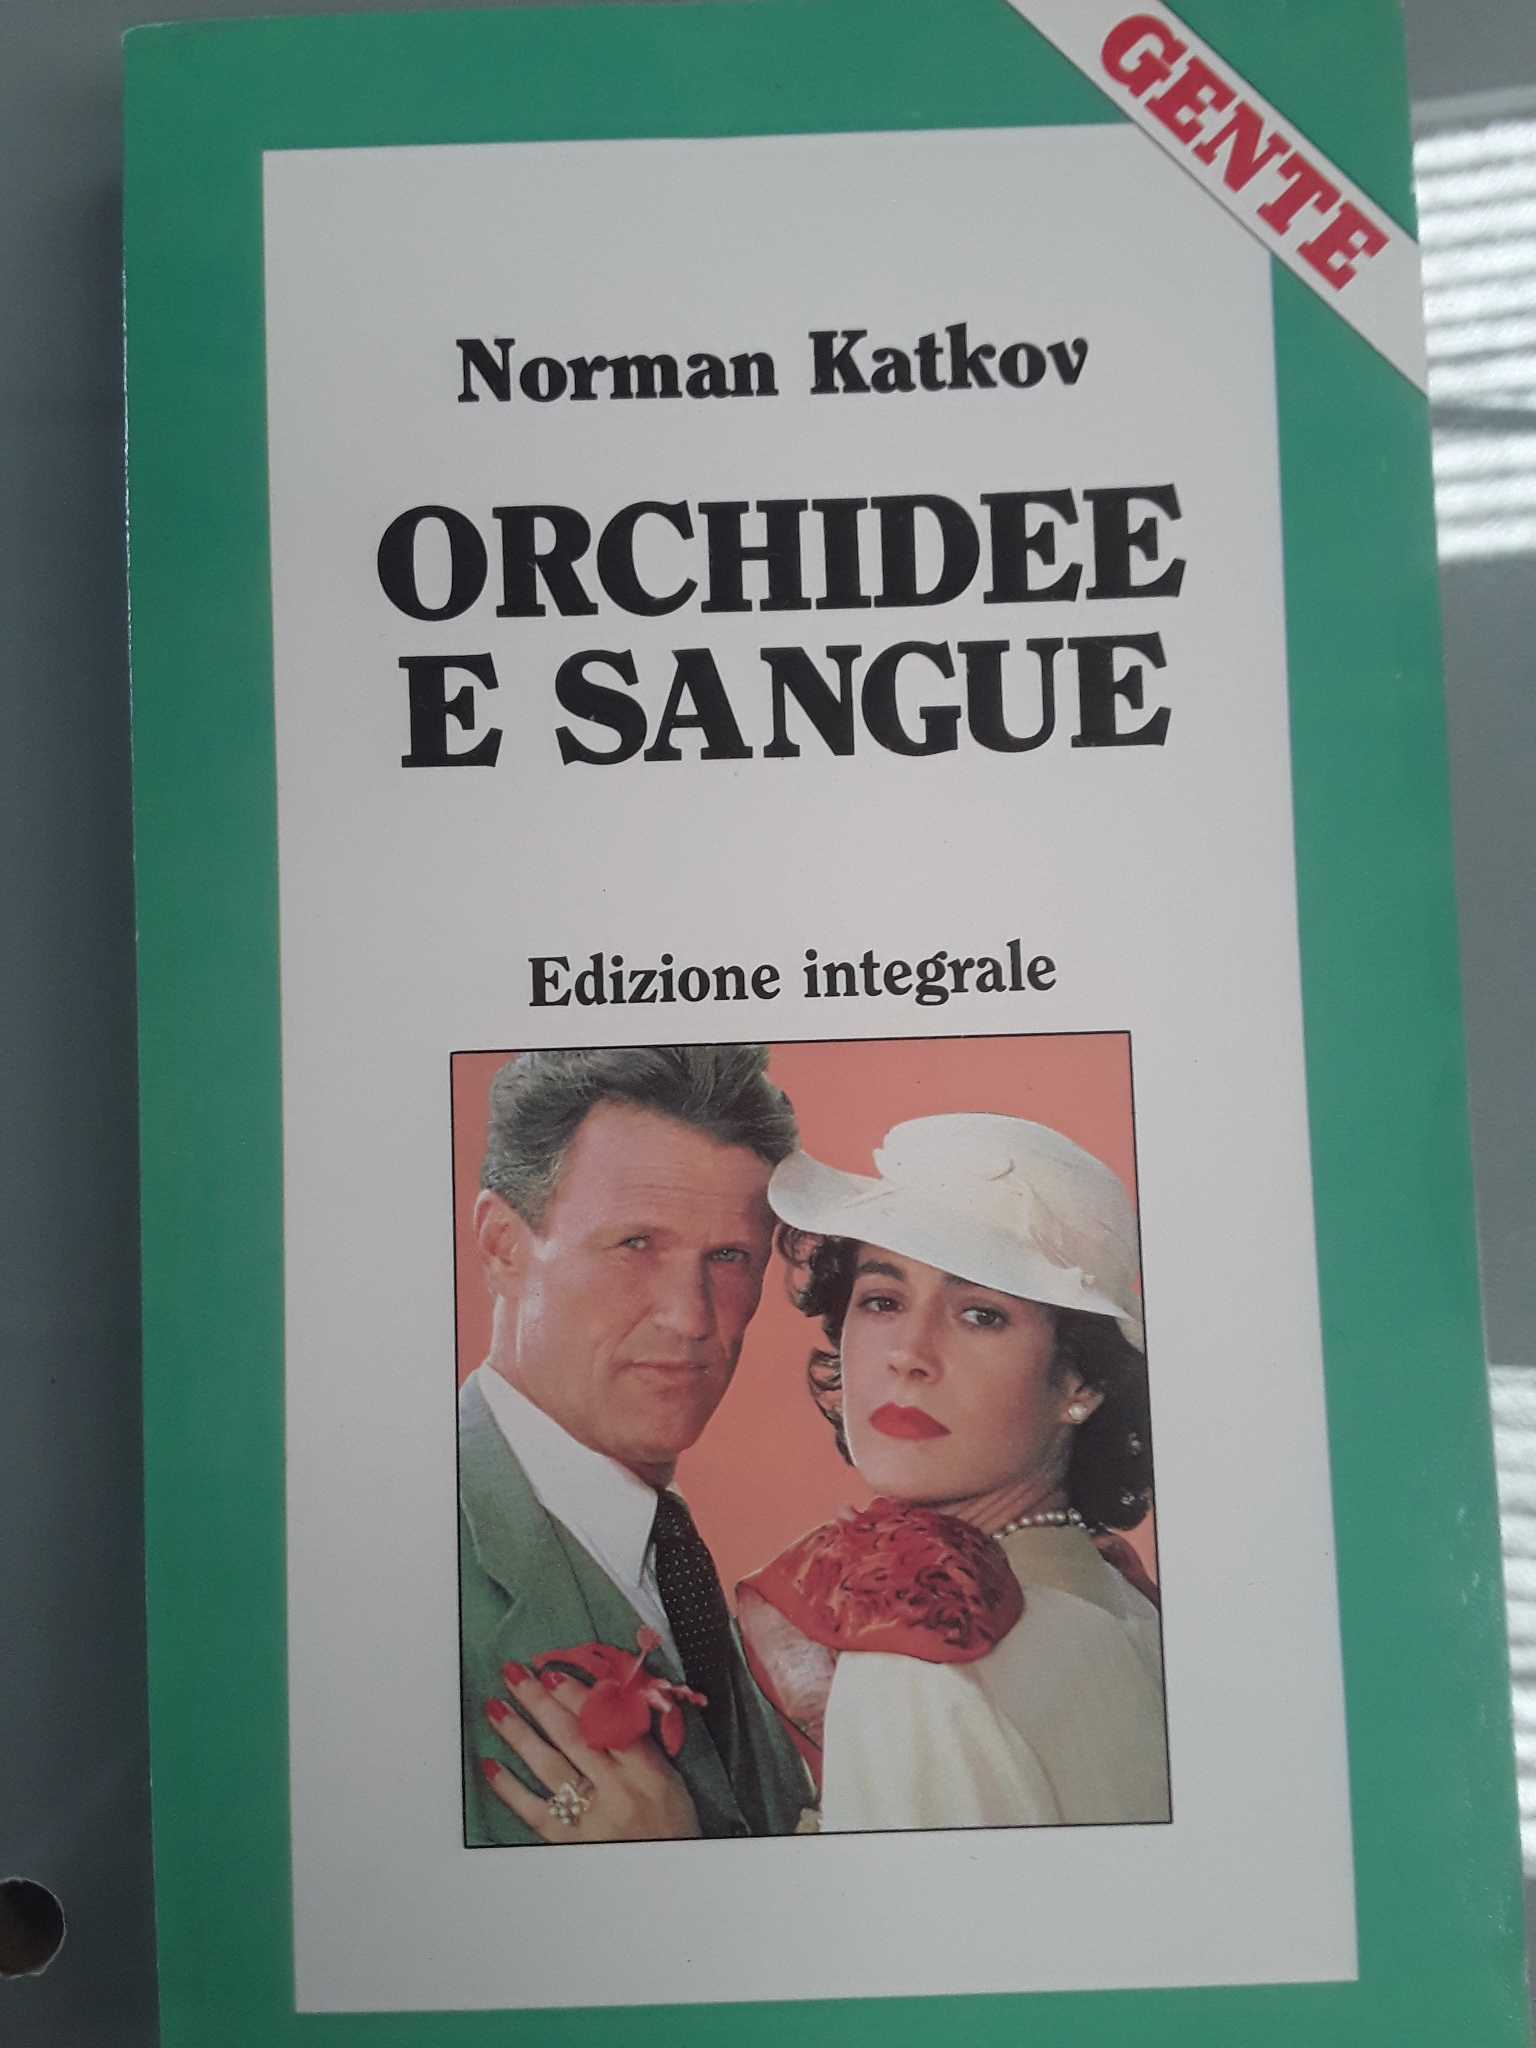 GENTE
Norman Katkov
ORCHIDEE
E SANGUE
Edizione integrale